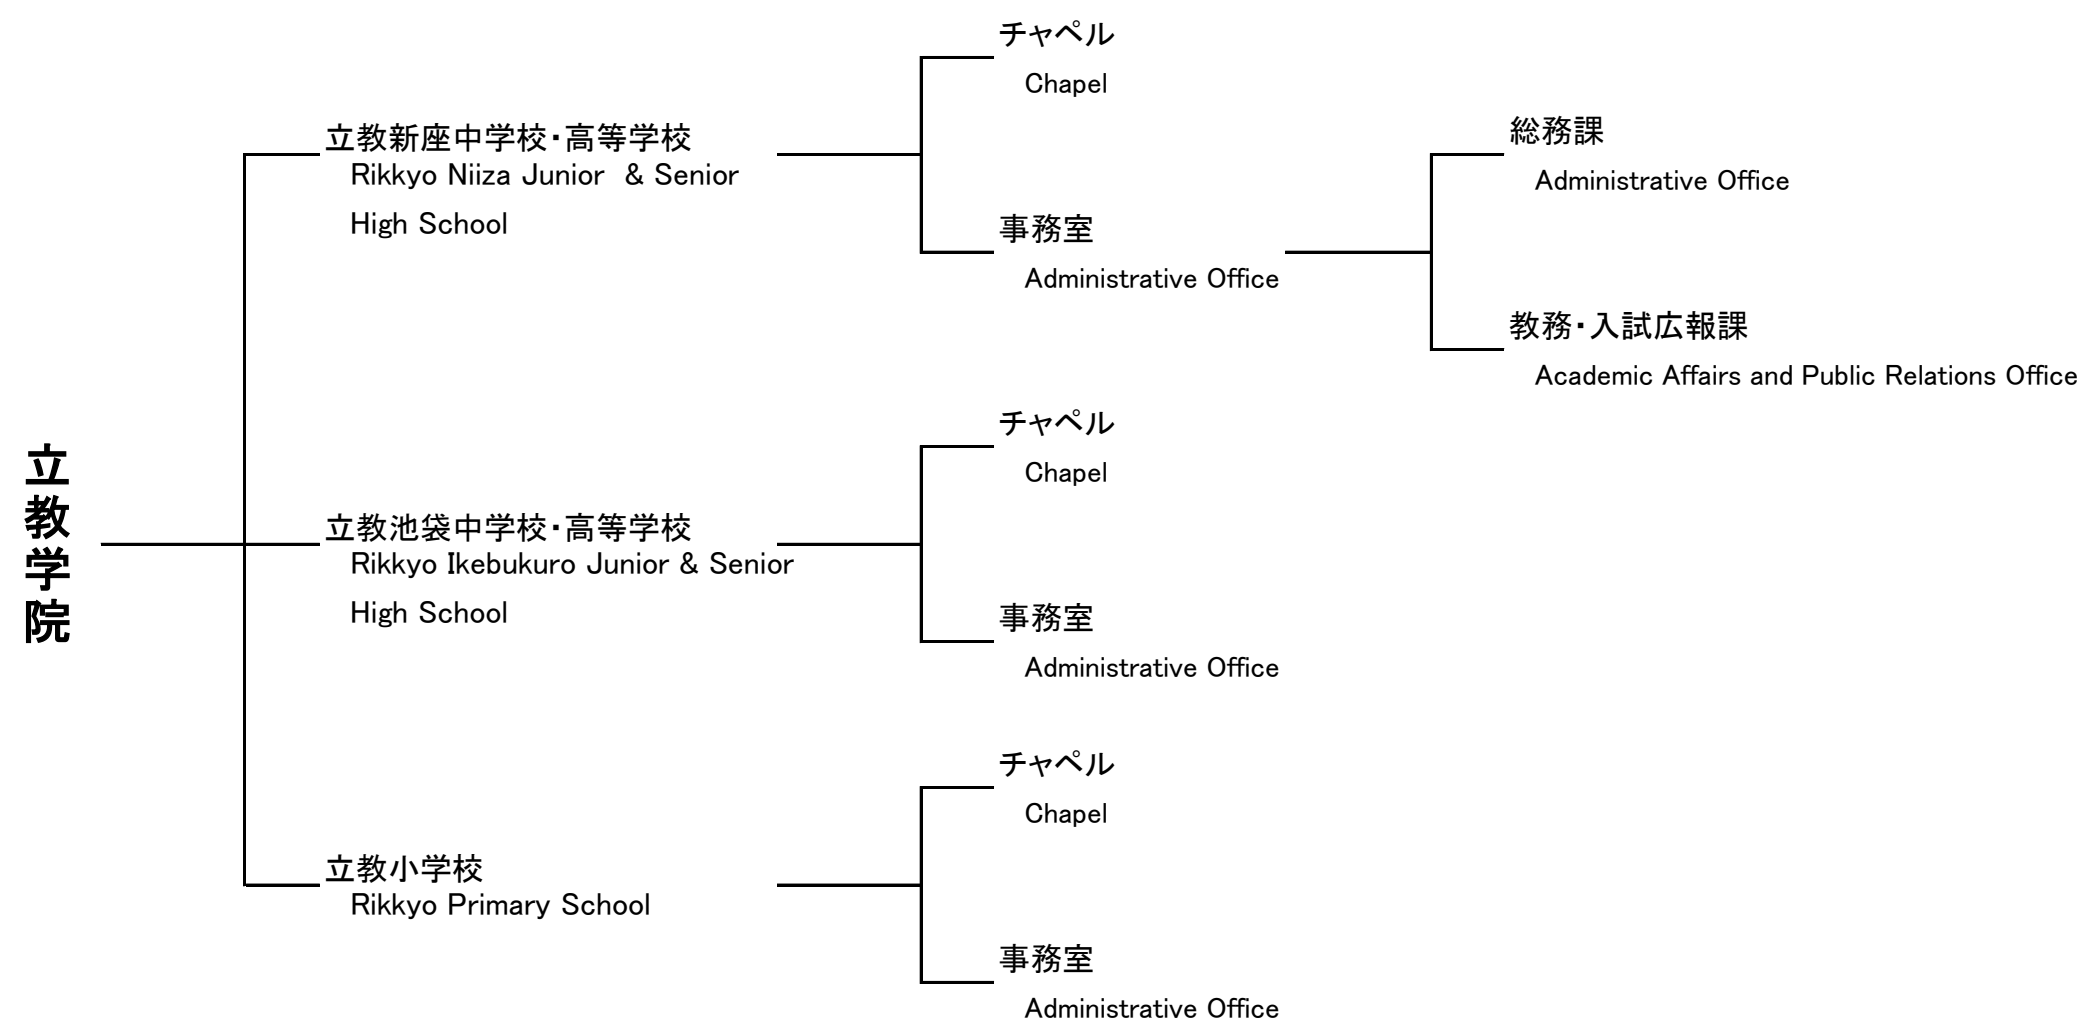 立教学院
立教新座中学校・高等学校
Rikkyo Niiza Junior & Senior
High School
チャペル
Chapel
事務室
Administrative Office
総務課
Administrative Office
教務・入試広報課
Academic Affairs and Public Relations Office
立教池袋中学校・高等学校
Rikkyo Ikebukuro Junior & Senior
High School
チャペル
Chapel
事務室
Administrative Office
立教小学校
Rikkyo Primary School
チャペル
Chapel
事務室
Administrative Office